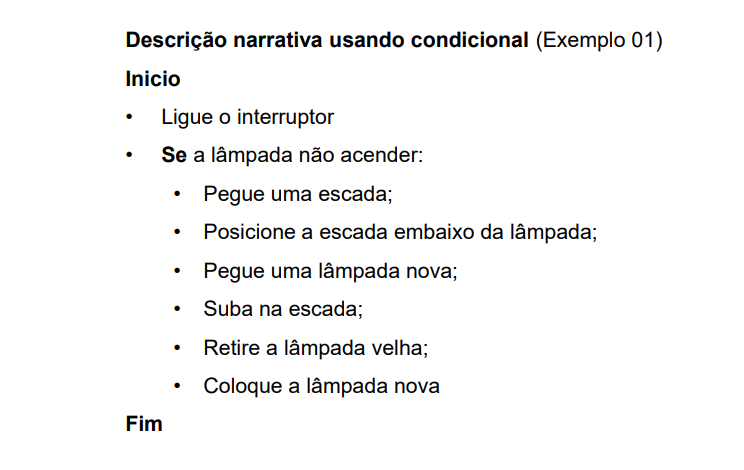 Descrição narrativa usando condicional (Exemplo 01)
Inicio
• Ligue o interruptor
• Se a lâmpada não acender:
• Pegue uma escada;
• Posicione a escada embaixo da lâmpada;
• Pegue uma lâmpada nova;
• Suba na escada;
• Retire a lâmpada velha;
• Coloque a lâmpada nova
Fim